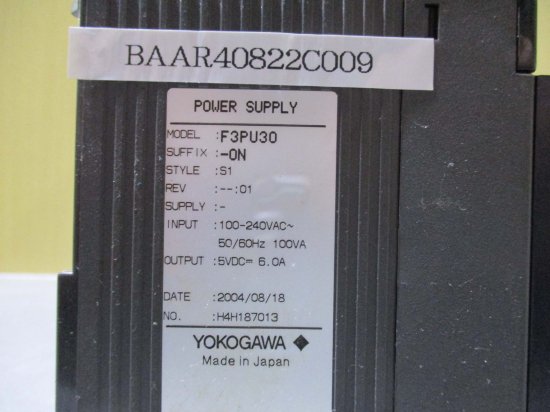 BAAR40822C009
POWER SUPPLY
MODEL :F3PU30
SUFFIX :-0N
STYLE :S1
REV :--:01
SUPPLY :-
INPUT :100-240VAC~
50/60Hz 100VA
OUTPUT :5VDC⎓ 6.0A
DATE :2004/08/18
NO. :H4H187013
YOKOGAWA
Made in Japan